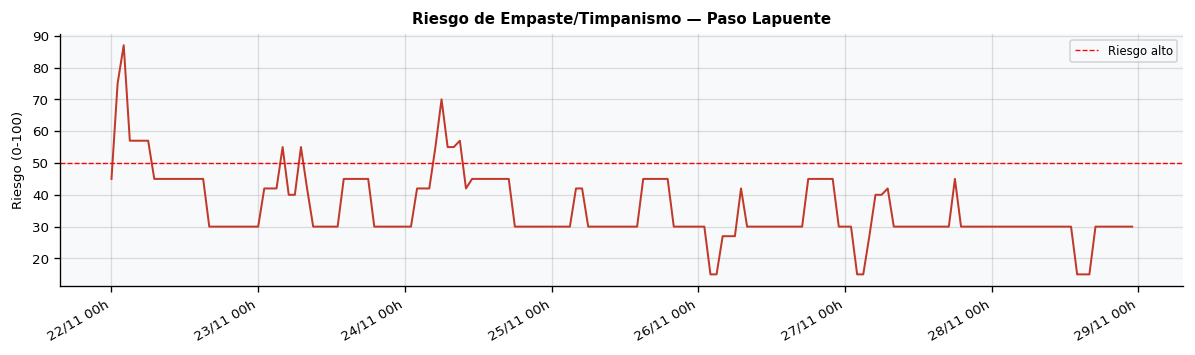 Riesgo de Empaste/Timpanismo — Paso Lapuente
Riesgo alto
Riesgo (0-100)
90
80
70
60
50
40
30
20
22/11 00h
23/11 00h
24/11 00h
25/11 00h
26/11 00h
27/11 00h
28/11 00h
29/11 00h